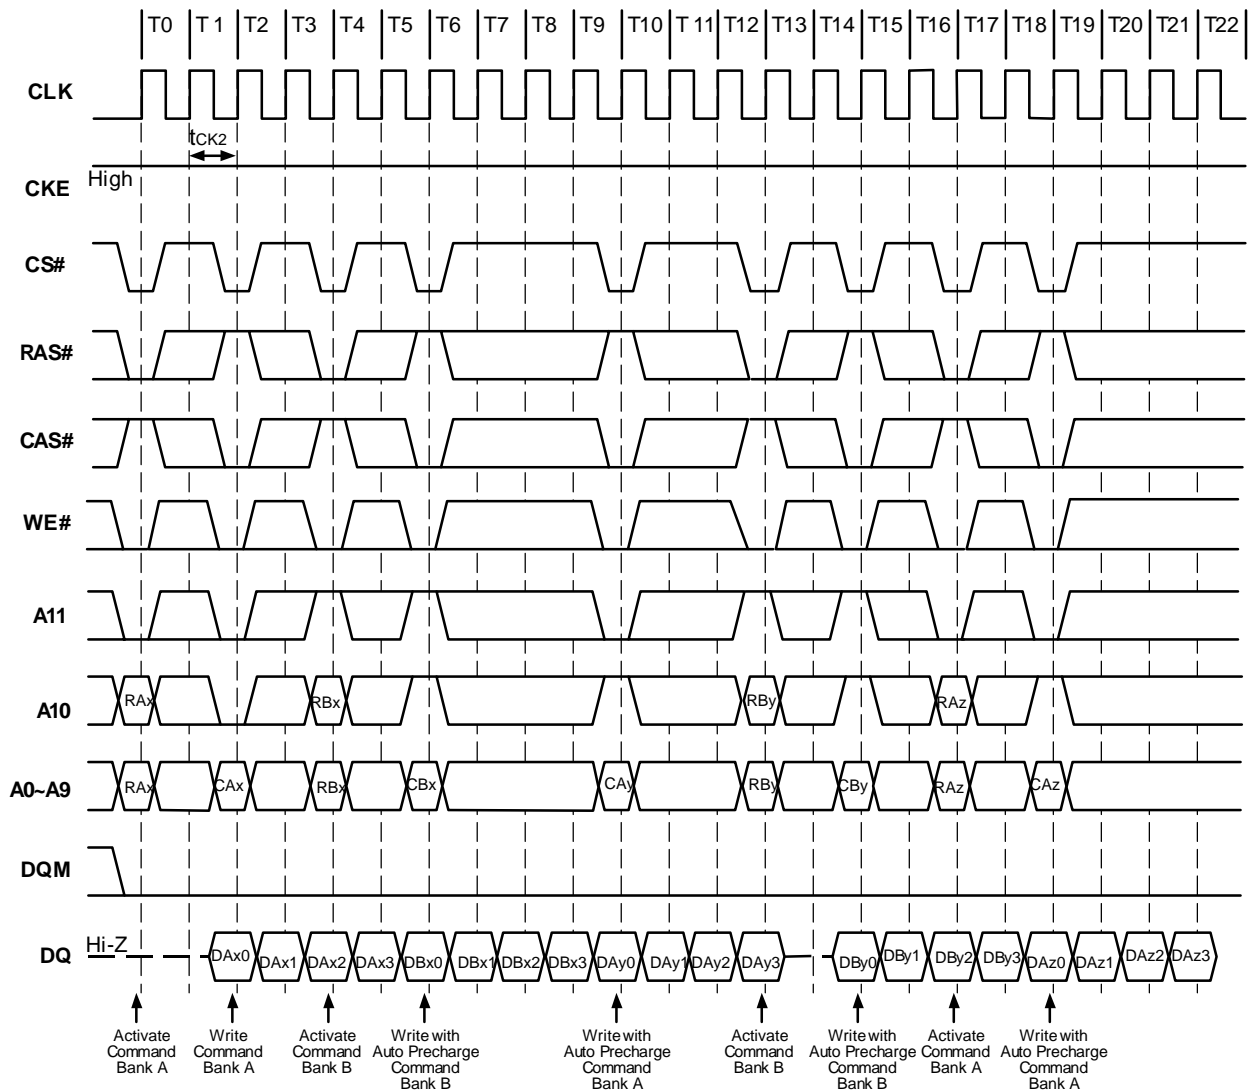 T0 T 1 T2 T3 T4 T5 T6 T7 T8 T9 T10 T 11 T12 T13 T14 T15 T16 T17 T18 T19 T20 T21 T22
CLK
tCK2
High
CKE
CS#
RAS#
CAS#
WE#
A11
A10 RAx RBx RBy RAz
A0~A9 RAx CAx RBx CBx CAy RBy CBy RAz CAz
DQM
Hi-Z
DQ DAx0 DAx1 DAx2 DAx3 DBx0 DBx1 DBx2 DBx3 DAy0 DAy1 DAy2 DAy3 DBy0 DBy1 DBy2 DBy3 DAz0 DAz1 DAz2 DAz3
Activate
Command
Bank A
Write
Command
Bank A
Activate
Command
Bank B
Write with
Auto Precharge
Command
Bank B
Write with
Auto Precharge
Command
Bank A
Activate
Command
Bank B
Write with
Auto Precharge
Command
Bank B
Activate
Command
Bank A
Write with
Auto Precharge
Command
Bank A